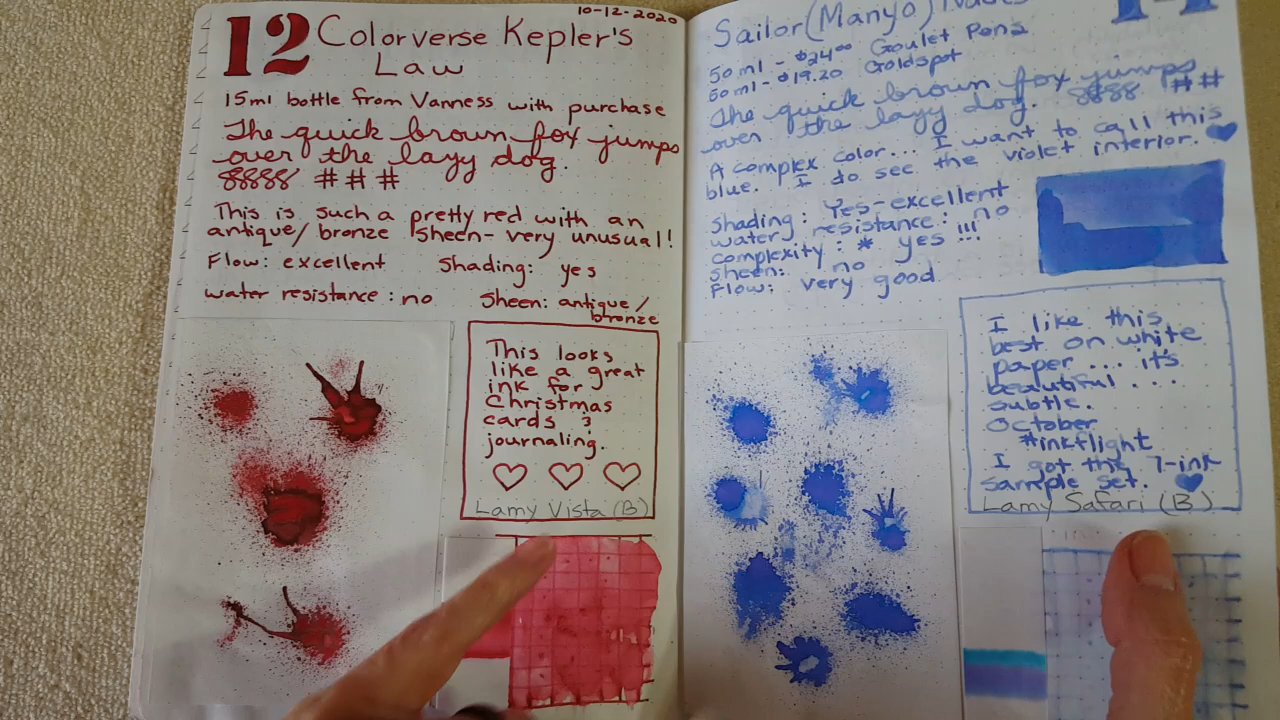 10-12-2020
12 Colorverse Kepler's
Law
15ml bottle from Vanness with purchase
The quick brown fox jumps
over the lazy dog.
8888 ###
This is such a pretty red with an
antique/bronze sheen- very unusual!
Flow: excellent Shading: yes
water resistance: no Sheen: antique/
bronze
This looks
like a great
ink for
Christmas
cards &
journaling.
Lamy Vista (B)
Sailor (Manyo)
50 ml - $24.00 Goulet Pens
50 ml - $19.20 Goldspot
The quick brown fox jumps
over the lazy dog. 8888 ##
A complex color... I want to call this
blue. I do see the violet interior.
Shading: Yes-excellent
water resistance: no
complexity: * yes !!!
Sheen: no
Flow: very good
I like this
best on white
paper... it's
beautiful...
subtle.
October
#inktlight
I got the 7-ink
sample set.
Lamy Safari (B)